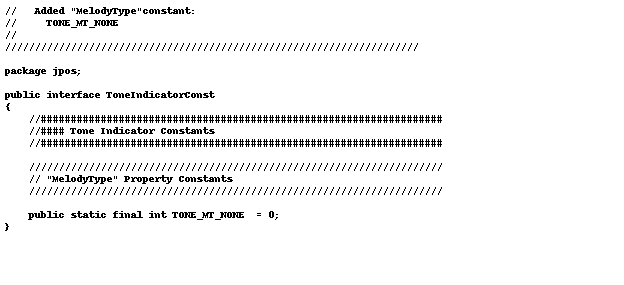 //   Added "MelodyType"constant:
//     TONE_MT_NONE
//
/////////////////////////////////////////////////////////////////////
package jpos;
public interface ToneIndicatorConst
{
    //###################################################################
    //#### Tone Indicator Constants
    //###################################################################
    /////////////////////////////////////////////////////////////////////
    // "MelodyType" Property Constants
    /////////////////////////////////////////////////////////////////////
    public static final int TONE_MT_NONE  = 0;
}